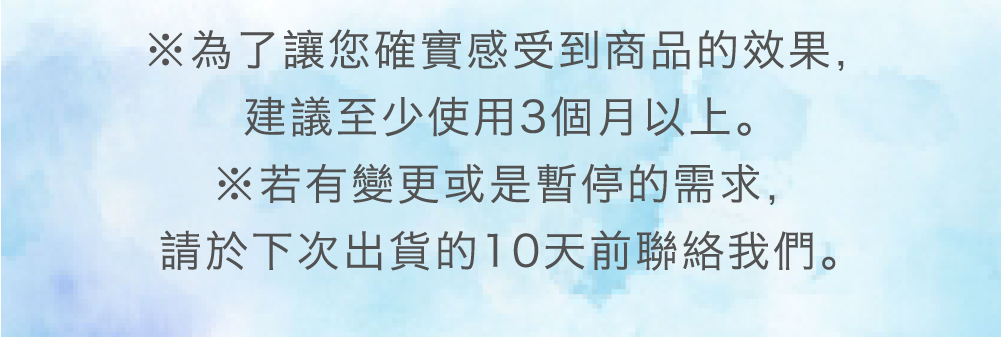 ※為了讓您確實感受到商品的效果,
建議至少使用3個月以上。
※若有變更或是暫停的需求,
請於下次出貨的10天前聯絡我們。